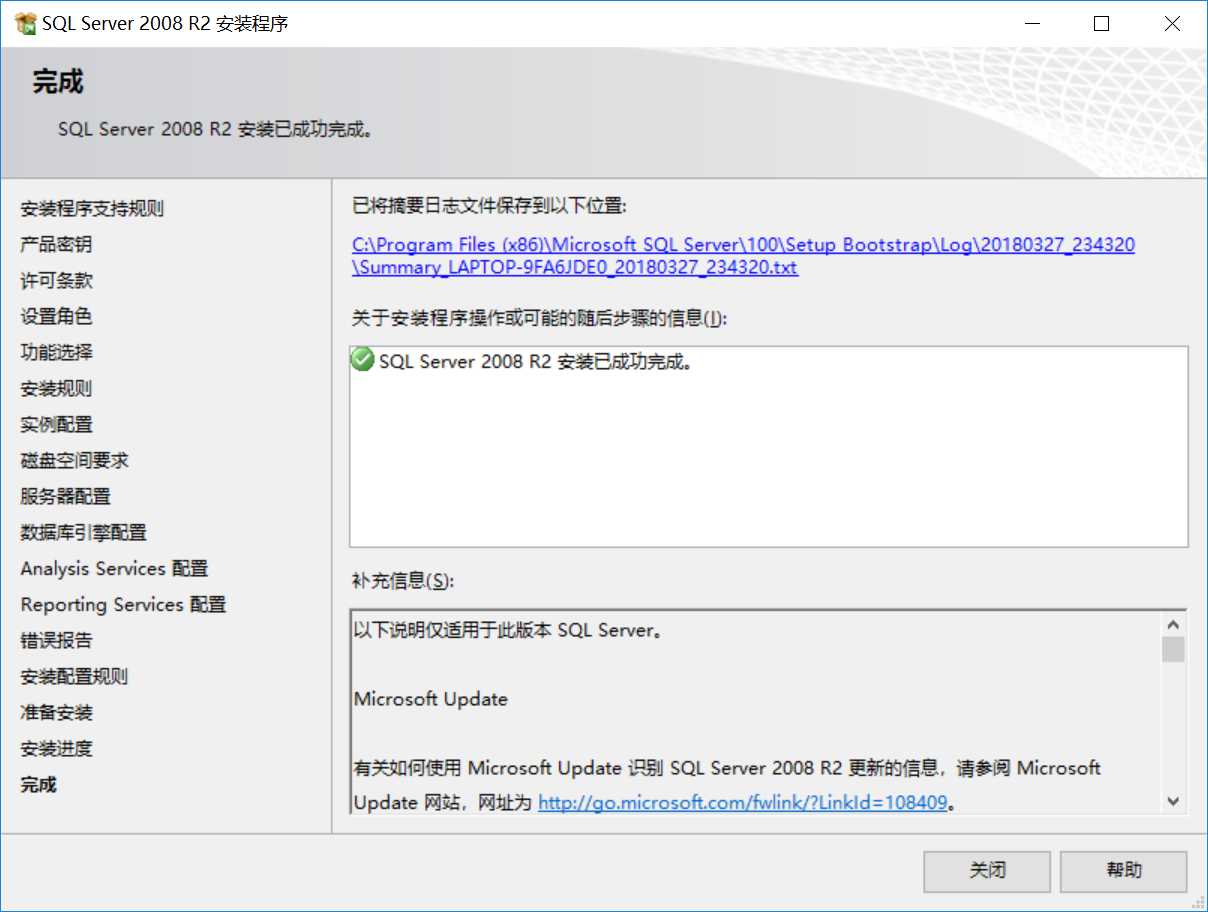 SQL Server 2008 R2 安装程序
完成
SQL Server 2008 R2 安装已成功完成。
安装程序支持规则
产品密钥
许可条款
设置角色
功能选择
安装规则
实例配置
磁盘空间要求
服务器配置
数据库引擎配置
Analysis Services 配置
Reporting Services 配置
错误报告
安装配置规则
准备安装
安装进度
完成
已将摘要日志文件保存到以下位置:
C:\Program Files (x86)\Microsoft SQL Server\100\Setup Bootstrap\Log\20180327_234320
\Summary_LAPTOP-9FA6JDE0_20180327_234320.txt
关于安装程序操作或可能的随后步骤的信息(I):
SQL Server 2008 R2 安装已成功完成。
补充信息(S):
以下说明仅适用于此版本 SQL Server。
Microsoft Update
有关如何使用 Microsoft Update 识别 SQL Server 2008 R2 更新的信息，请参阅 Microsoft
Update 网站，网址为 http://go.microsoft.com/fwlink/?LinkId=108409。
关闭
帮助